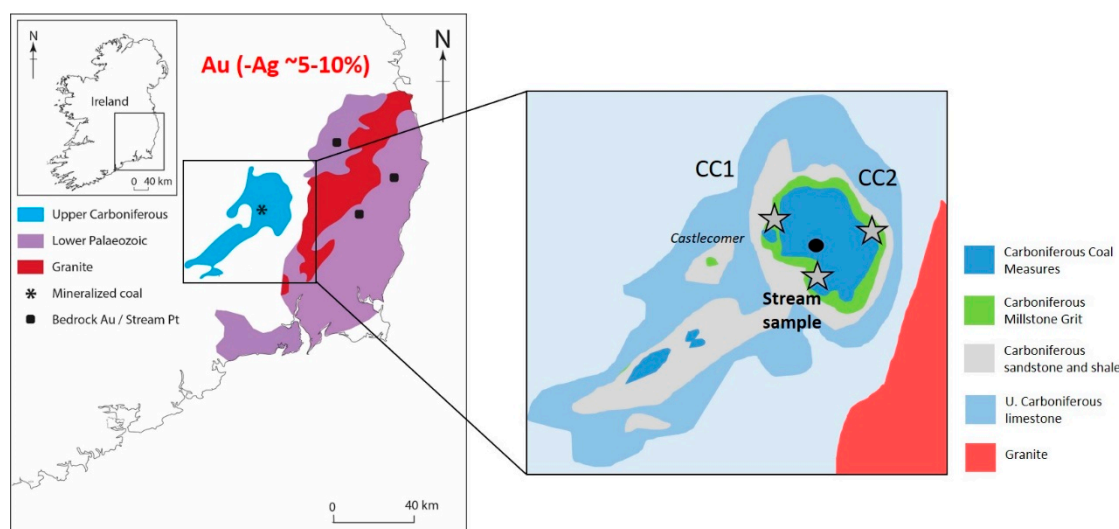 Au (-Ag ~5-10%)
N
N
Ireland
0 40 km
Upper Carboniferous
Lower Palaeozoic
Granite
* Mineralized coal
Bedrock Au / Stream Pt
0 40 km
CC1
CC2
Castlecomer
Stream
sample
Carboniferous Coal
Measures
Carboniferous
Millstone Grit
Carboniferous
sandstone and shale
U. Carboniferous
limestone
Granite